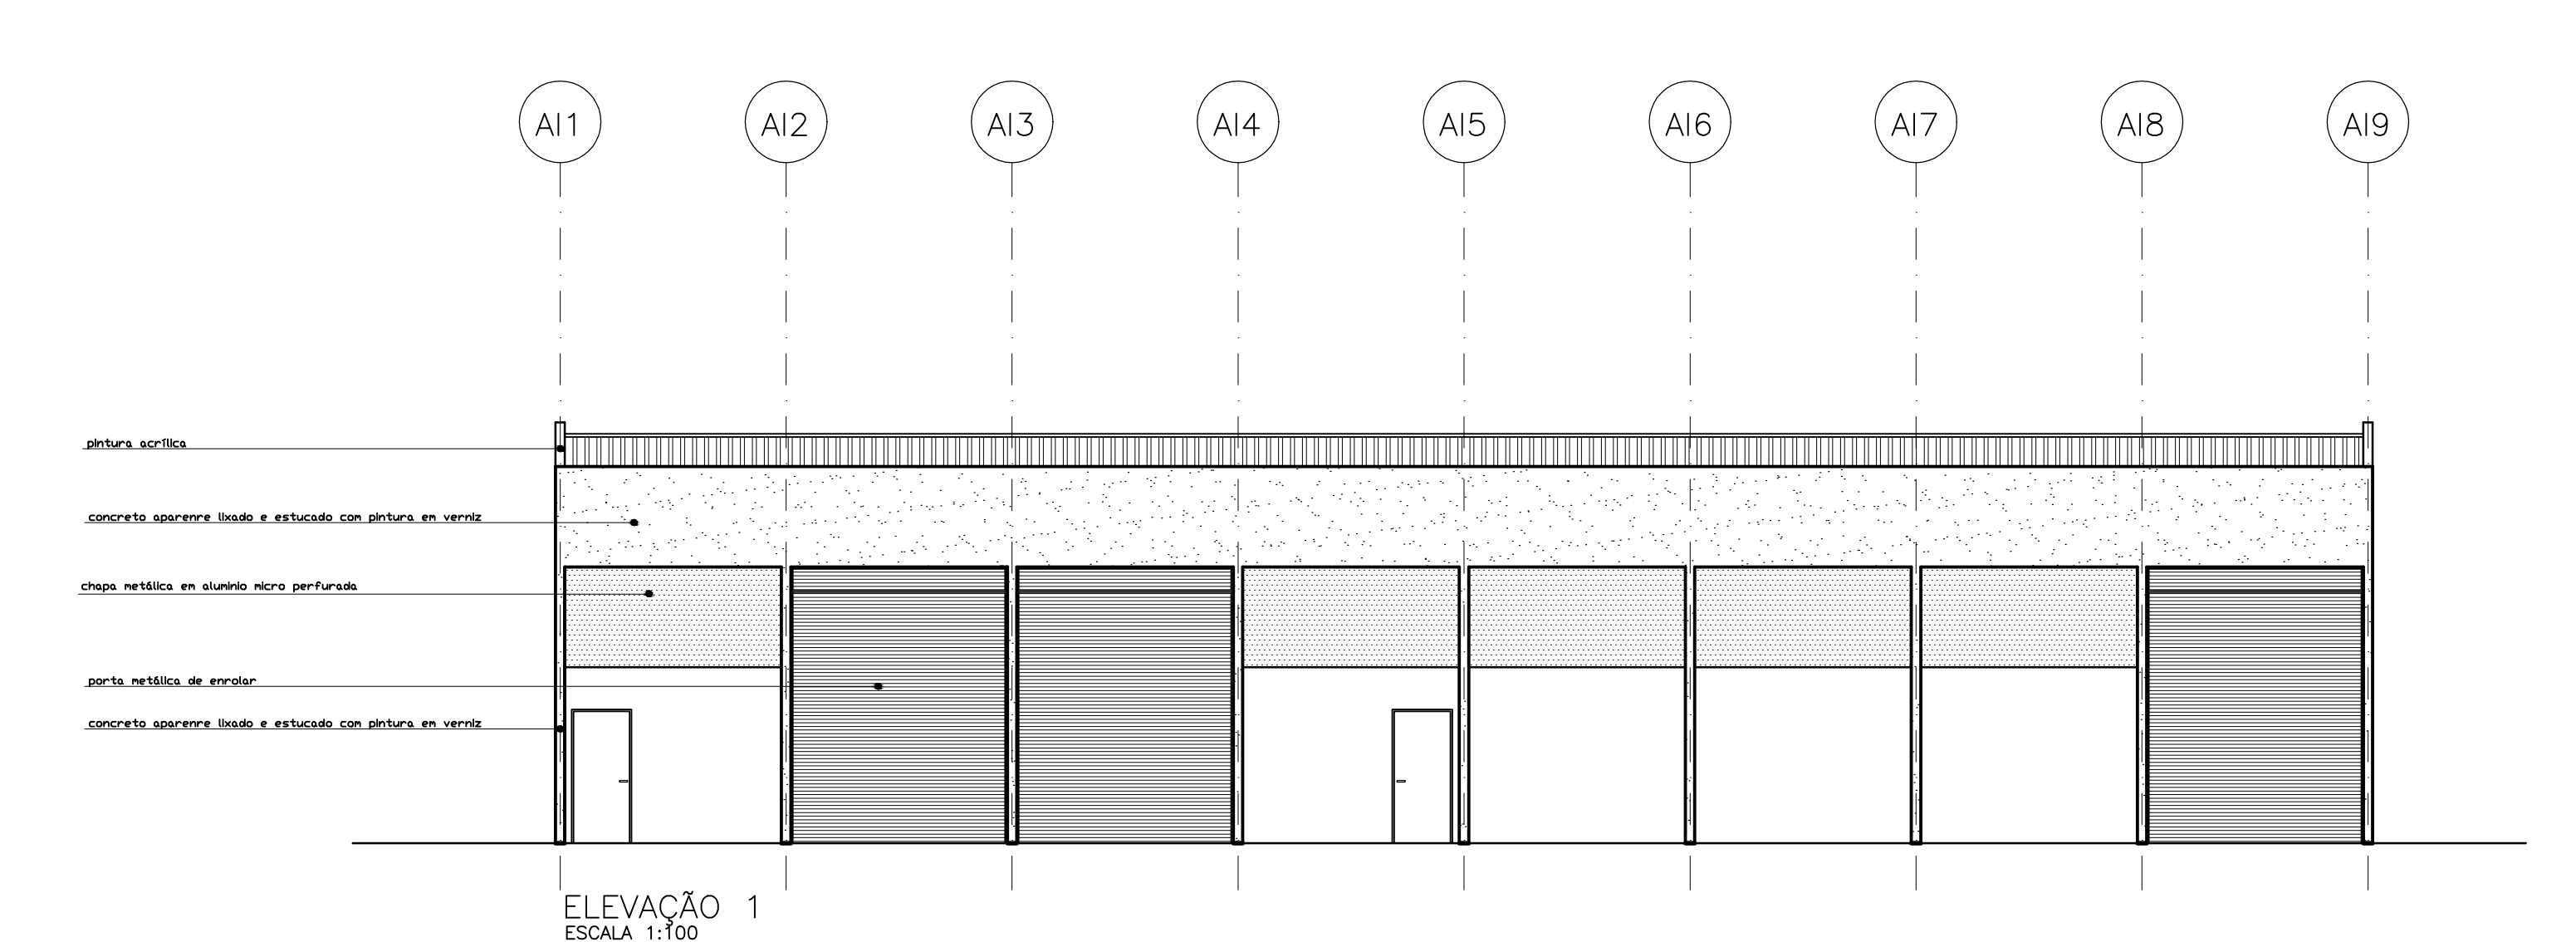 AI1 AI2 AI3 AI4 AI5 AI6 AI7 AI8 AI9
pintura acrílica
concreto aparenre lixado e estucado com pintura em verniz
chapa metálica em aluminio micro perfurada
porta metálica de enrolar
concreto aparenre lixado e estucado com pintura em verniz
ELEVAÇÃO 1
ESCALA 1:100